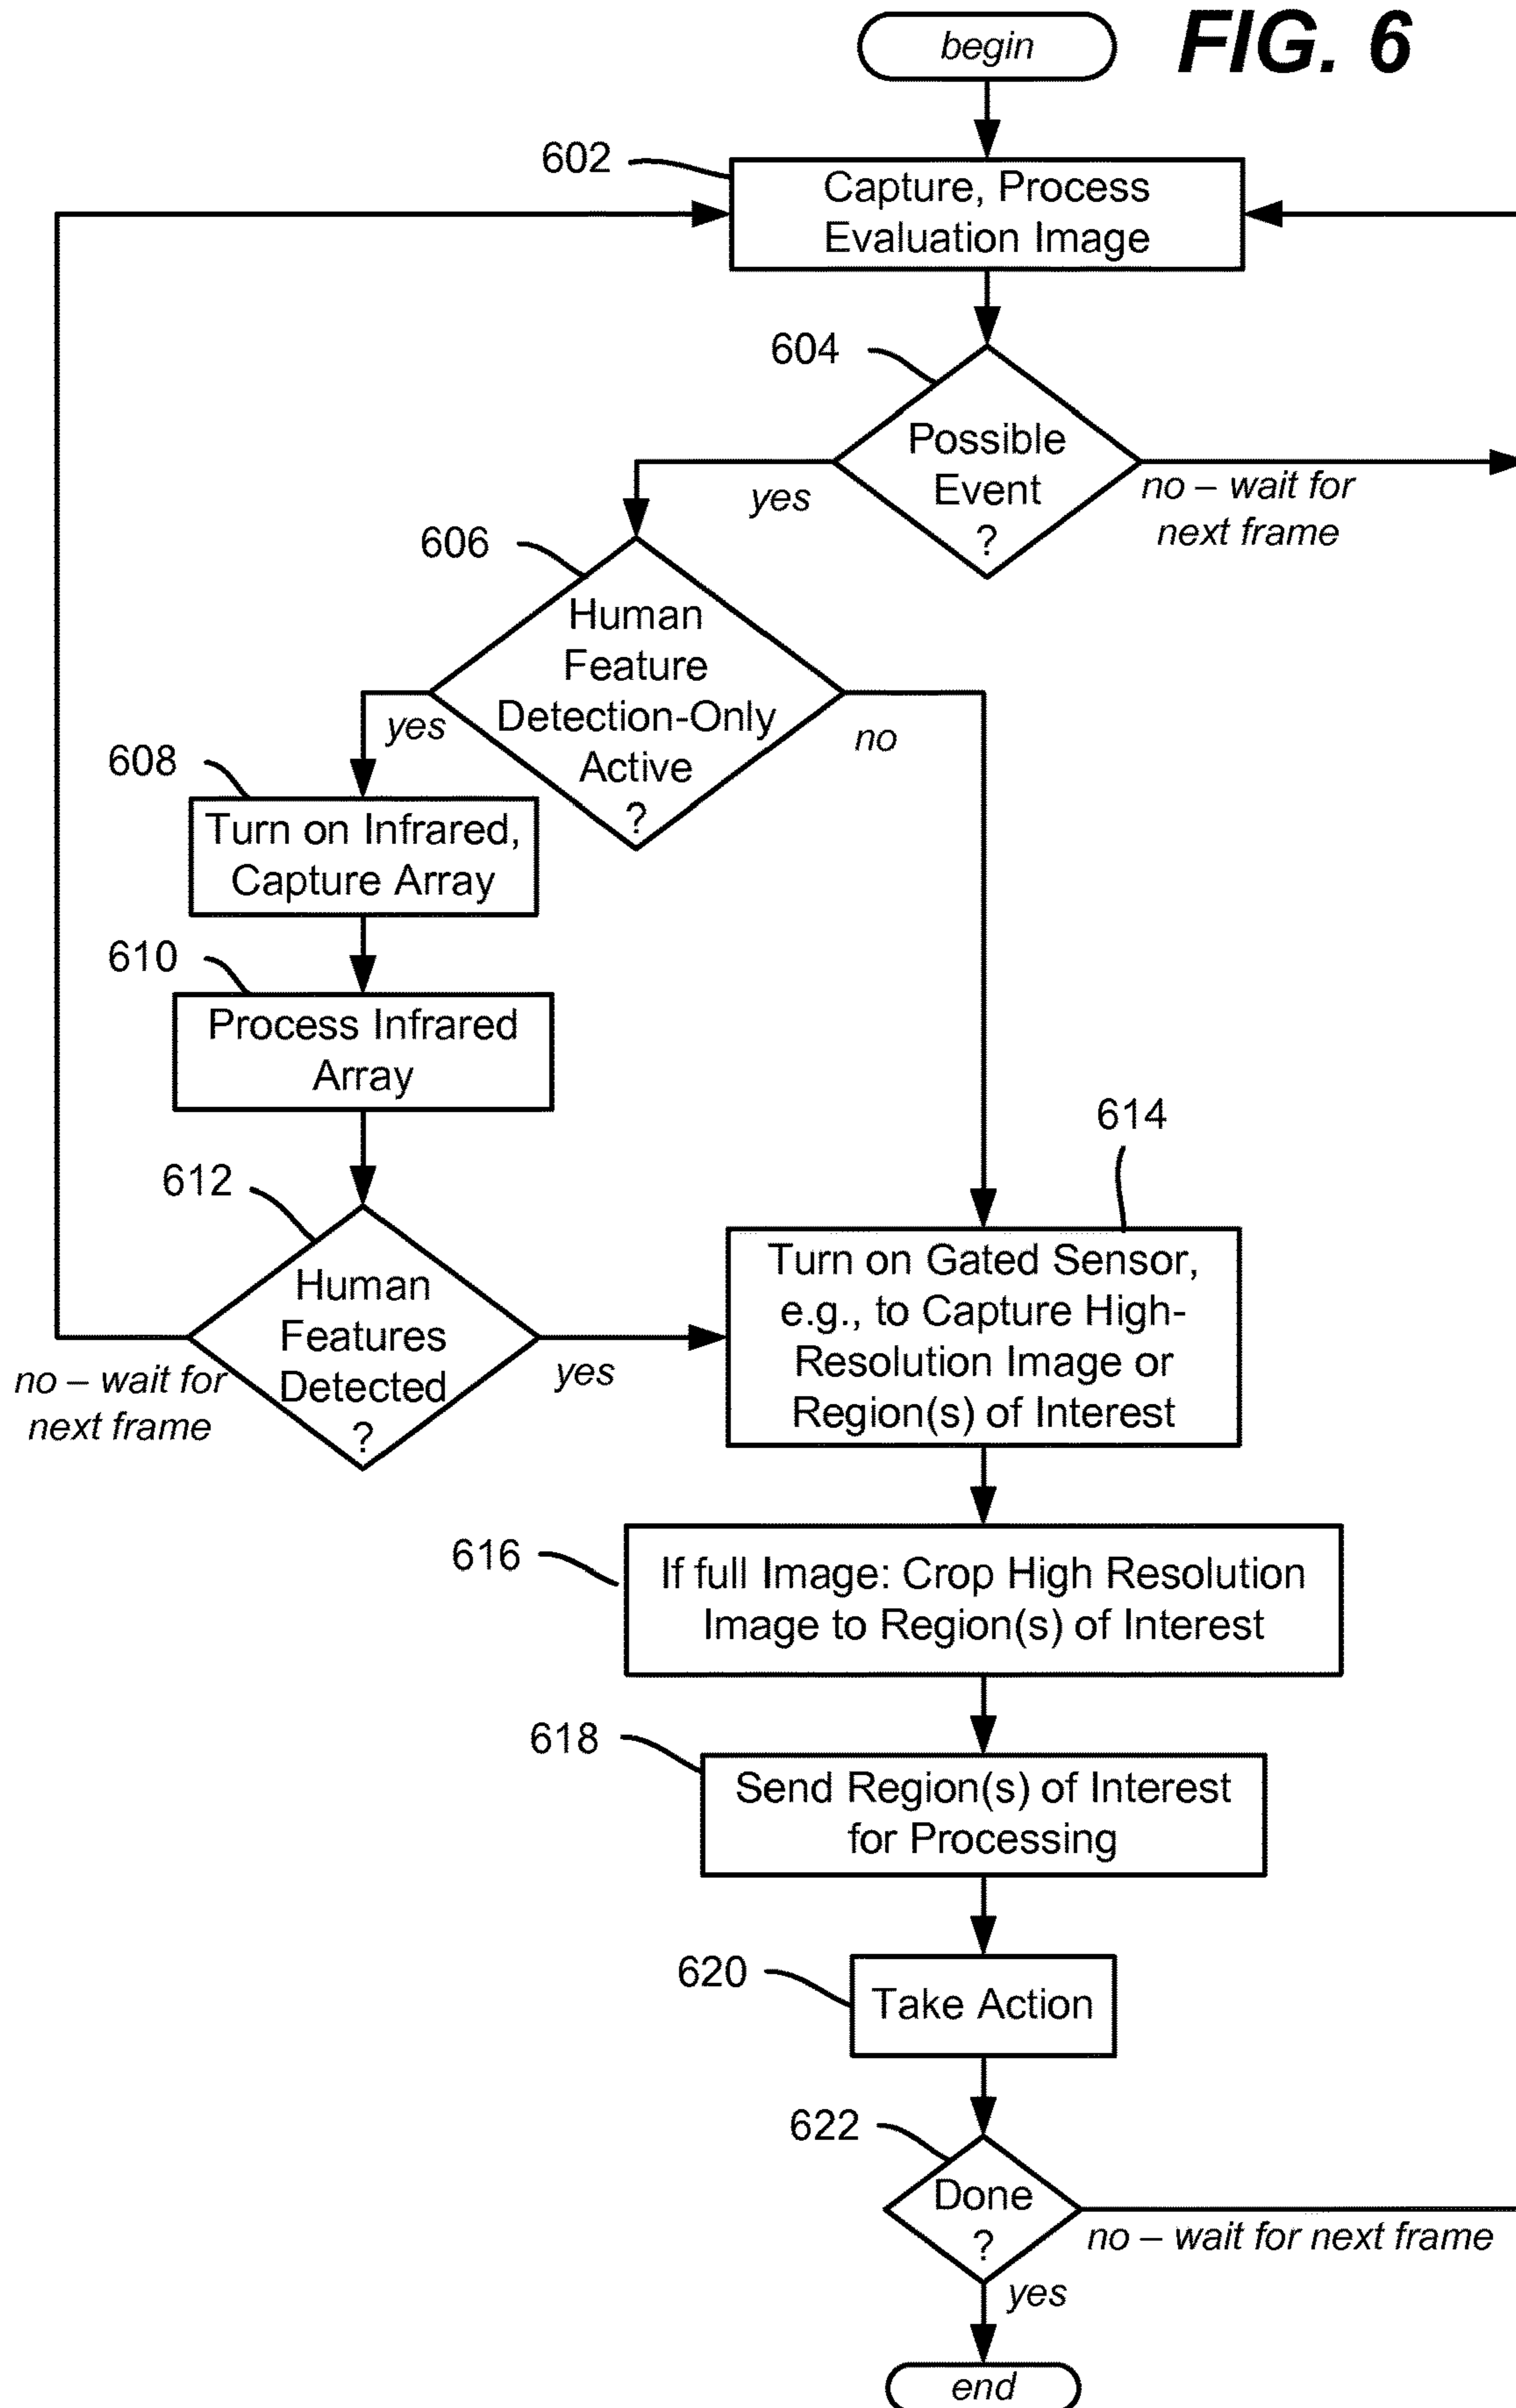 FIG. 6
begin
602
Capture, Process
Evaluation Image
604
Possible
Event
?
yes
no – wait for
next frame
606
Human
Feature
Detection-Only
Active
?
yes
no
608
Turn on Infrared,
Capture Array
610
Process Infrared
Array
612
Human
Features
Detected
?
no – wait for
next frame
yes
614
Turn on Gated Sensor,
e.g., to Capture High-
Resolution Image or
Region(s) of Interest
616
If full Image: Crop High Resolution
Image to Region(s) of Interest
618
Send Region(s) of Interest
for Processing
620
Take Action
622
Done
?
no – wait for next frame
yes
end